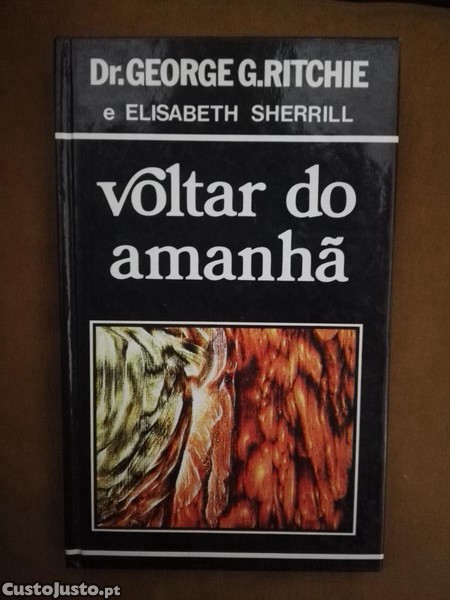 Dr. GEORGE G. RITCHIE
e ELISABETH SHERRILL
voltar do
amanhã
CustoJusto.pt